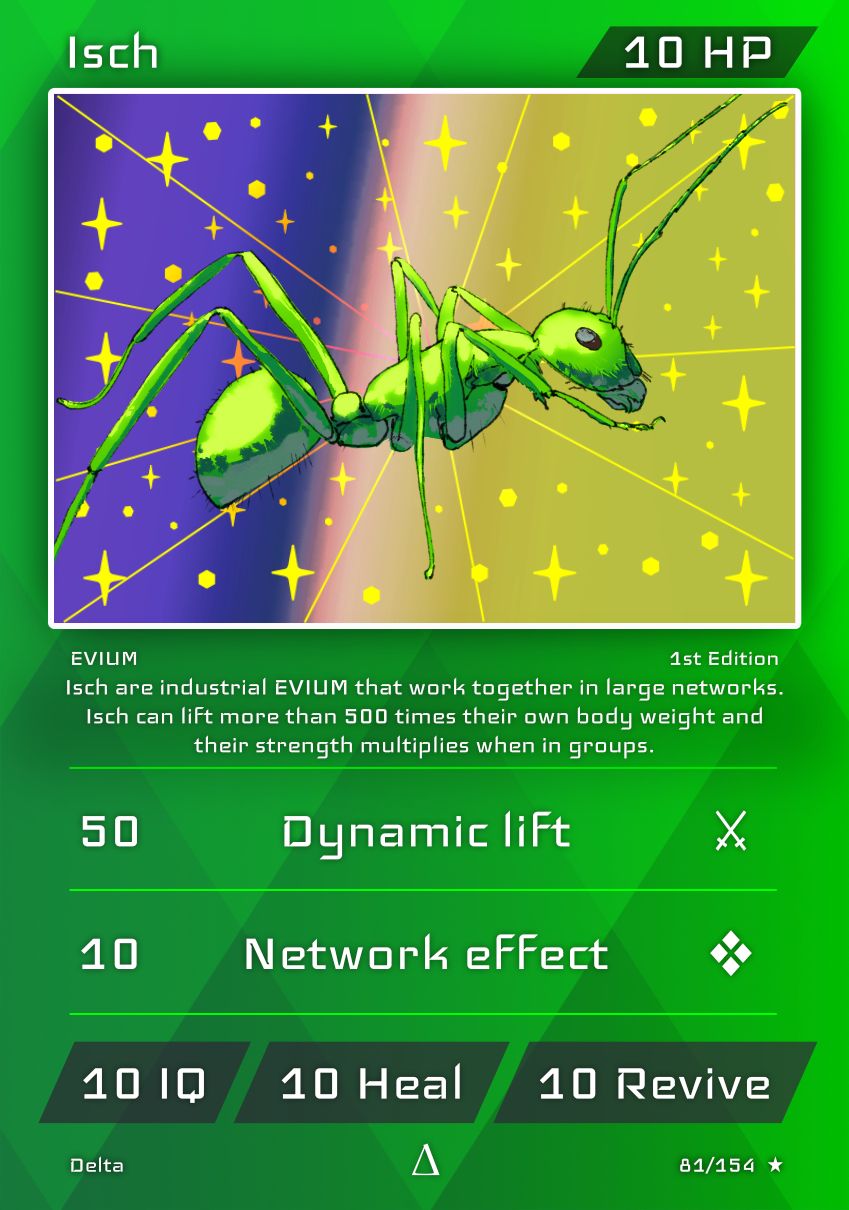 Isch
10 HP
EVIUM
1st Edition
Isch are industrial EVIUM that work together in large networks.
Isch can lift more than 500 times their own body weight and
their strength multiplies when in groups.
50 Dynamic lift
10 Network effect
10 IQ
10 Heal
10 Revive
Delta
Δ
81/154 ★